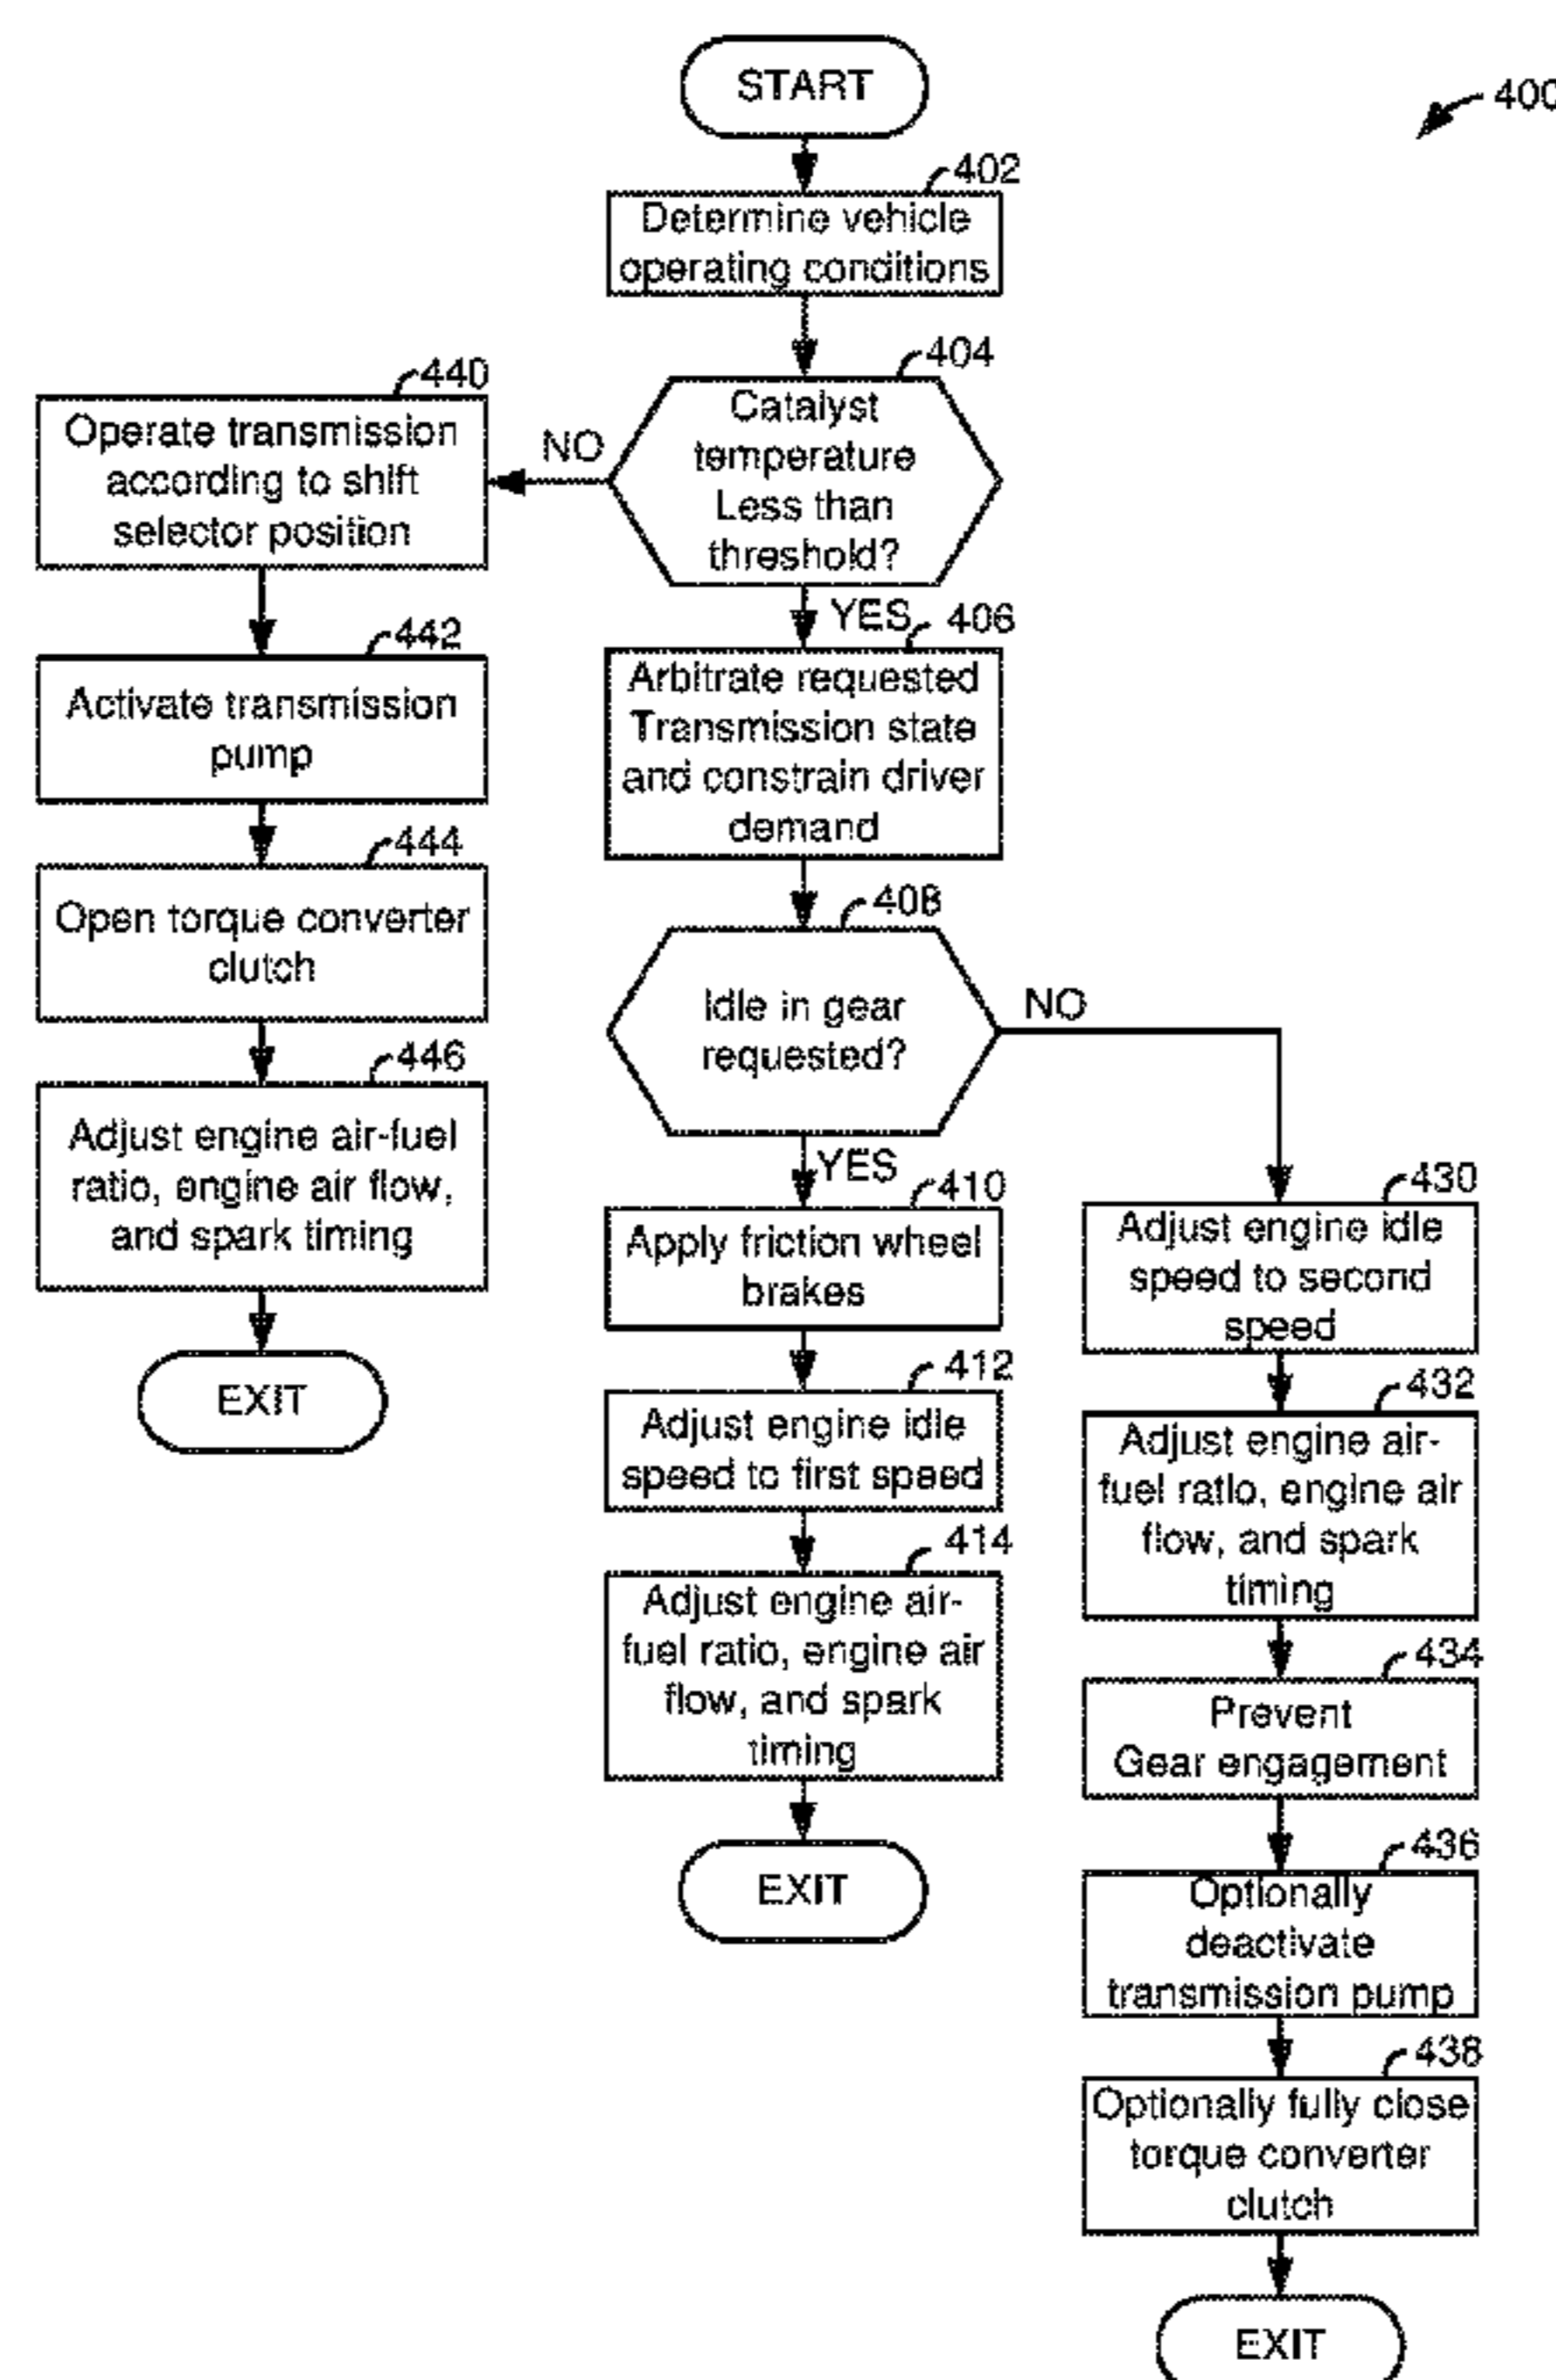 START
400
402
Determine vehicle
operating conditions
404
Catalyst
temperature
Less than
threshold?
NO
YES
440
Operate transmission
according to shift
selector position
442
Activate transmission
pump
444
Open torque converter
clutch
446
Adjust engine air-fuel
ratio, engine air flow,
and spark timing
EXIT
406
Arbitrate requested
Transmission state
and constrain driver
demand
408
Idle in gear
requested?
NO
YES
410
Apply friction wheel
brakes
412
Adjust engine idle
speed to first speed
414
Adjust engine air-
fuel ratio, engine air
flow, and spark
timing
EXIT
430
Adjust engine idle
speed to second
speed
432
Adjust engine air-
fuel ratio, engine air
flow, and spark
timing
434
Prevent
Gear engagement
436
Optionally
deactivate
transmission pump
438
Optionally fully close
torque converter
clutch
EXIT